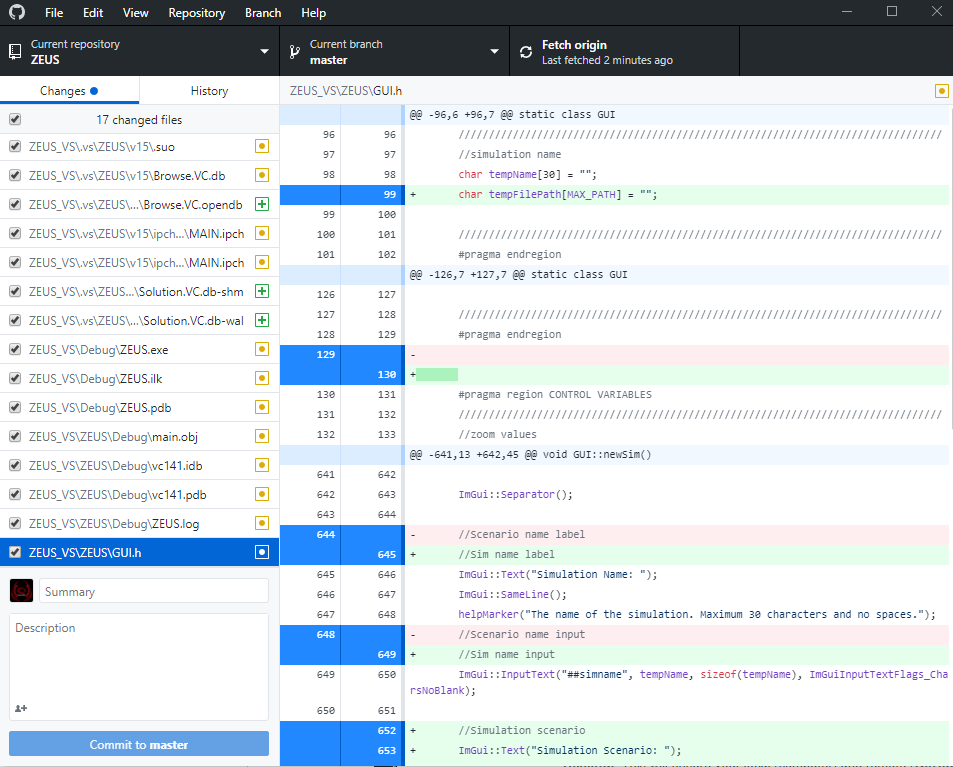 File Edit View Repository Branch Help
Current repository
ZEUS
Current branch
master
Fetch origin
Last fetched 2 minutes ago
Changes
History
17 changed files
ZEUS_VS\.vs\ZEUS\v15\.suo
ZEUS_VS\.vs\ZEUS\v15\Browse.VC.db
ZEUS_VS\.vs\ZEUS\...\Browse.VC.opendb
ZEUS_VS\.vs\ZEUS\v15\ipch...\MAIN.ipch
ZEUS_VS\.vs\ZEUS\v15\ipch...\MAIN.ipch
ZEUS_VS\.vs\ZEUS...\Solution.VC.db-shm
ZEUS_VS\.vs\ZEUS\...\Solution.VC.db-wal
ZEUS_VS\Debug\ZEUS.exe
ZEUS_VS\Debug\ZEUS.ilk
ZEUS_VS\Debug\ZEUS.pdb
ZEUS_VS\ZEUS\Debug\main.obj
ZEUS_VS\ZEUS\Debug\vc141.idb
ZEUS_VS\ZEUS\Debug\vc141.pdb
ZEUS_VS\ZEUS\Debug\ZEUS.log
ZEUS_VS\ZEUS\GUI.h
Summary
Description
Commit to master
ZEUS_VS\ZEUS\GUI.h
@@ -96,6 +96,7 @@ static class GUI
96 96 ////////////////////////////////////////////////////////////////////////////////
97 97 //simulation name
98 98 char tempName[30] = "";
99 + char tempFilePath[MAX_PATH] = "";
99 100
100 101 ////////////////////////////////////////////////////////////////////////////////
101 102 #pragma endregion
@@ -126,7 +127,7 @@ static class GUI
126 127
127 128 ////////////////////////////////////////////////////////////////////////////////
128 129 #pragma endregion
129 -
130 +
130 131 #pragma region CONTROL VARIABLES
131 132 ////////////////////////////////////////////////////////////////////////////////
132 133 //zoom values
@@ -641,13 +642,45 @@ void GUI::newSim()
641 642
642 643 ImGui::Separator();
643 644
644 - //Scenario name label
645 + //Sim name label
645 646 ImGui::Text("Simulation Name: ");
646 647 ImGui::SameLine();
647 648 helpMarker("The name of the simulation. Maximum 30 characters and no spaces.");
648 - //Scenario name input
649 + //Sim name input
649 650 ImGui::InputText("##simname", tempName, sizeof(tempName), ImGuiInputTextFlags_Cha
rsNoBlank);
650 651
652 + //Simulation scenario
653 + ImGui::Text("Simulation Scenario: ");